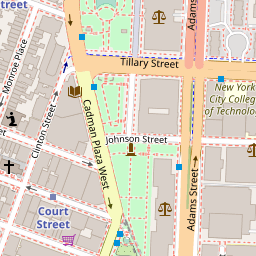 Street
Monroe Place
Adams
Tillary Street
New York
City College
of Technology
Clinton Street
Cadman Plaza West
Johnson Street
Adams Street
Court
Street